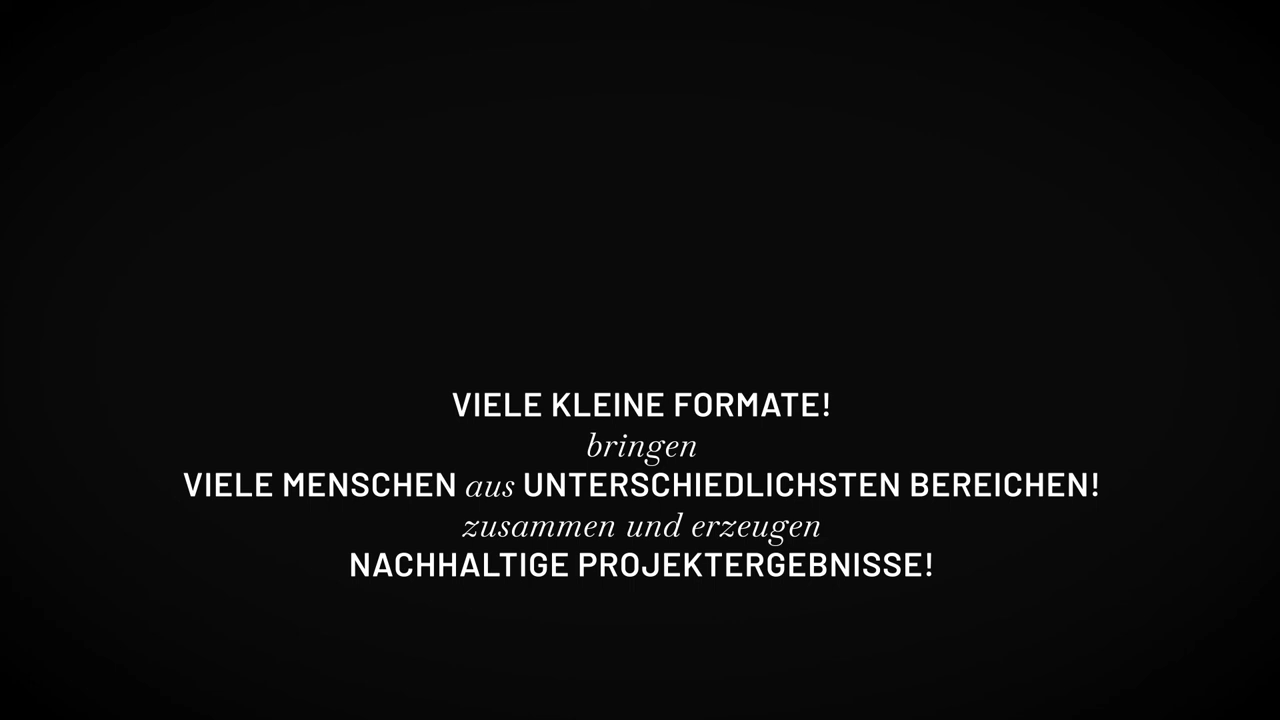 VIELE KLEINE FORMATE!
bringen
VIELE MENSCHEN aus UNTERSCHIEDLICHSTEN BEREICHEN!
zusammen und erzeugen
NACHHALTIGE PROJEKTERGEBNISSE!